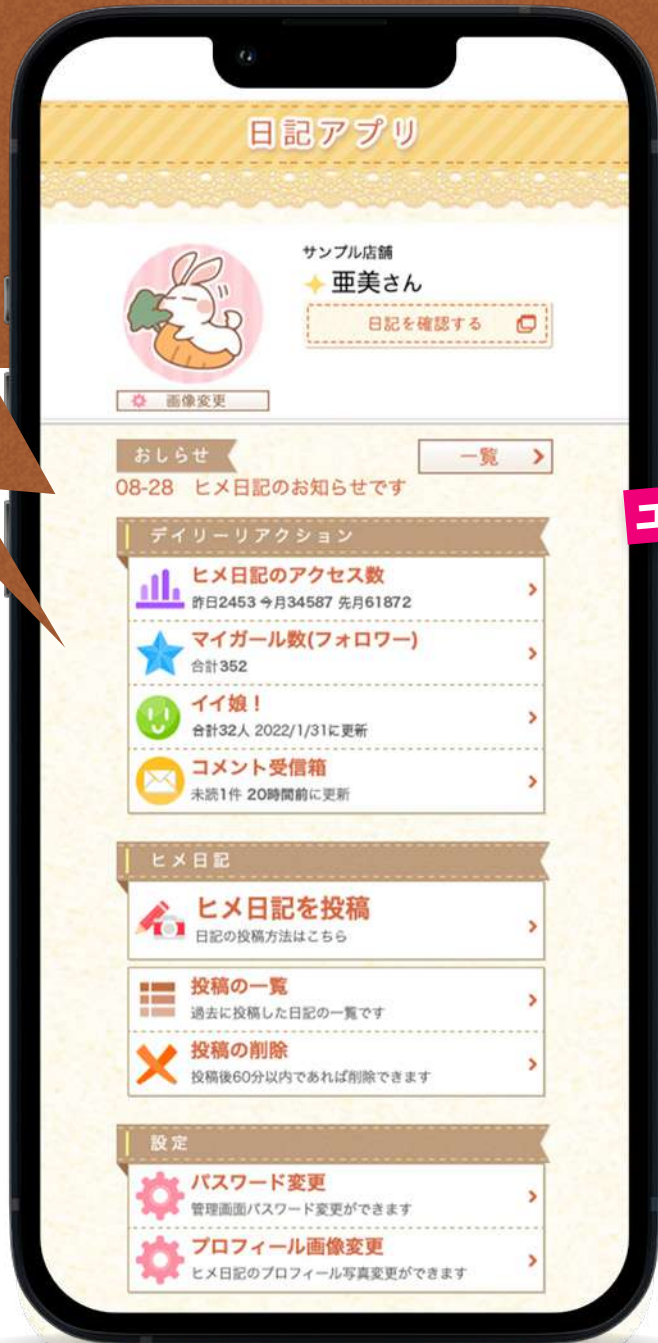 日記アプリ
サンプル店舗
亜美さん
日記を確認する
画像変更
おしらせ
一覧
08-28 ヒメ日記のお知らせです
デイリーリアクション
ヒメ日記のアクセス数
昨日2453 今月34587 先月61872
マイガール数(フォロワー)
合計352
イイ娘！
合計32人 2022/1/31に更新
コメント受信箱
未読1件 20時間前に更新
ヒメ日記
ヒメ日記を投稿
日記の投稿方法はこちら
投稿の一覧
過去に投稿した日記の一覧です
投稿の削除
投稿後60分以内であれば削除できます
設定
パスワード変更
管理画面パスワード変更ができます
プロフィール画像変更
ヒメ日記のプロフィール写真変更ができます